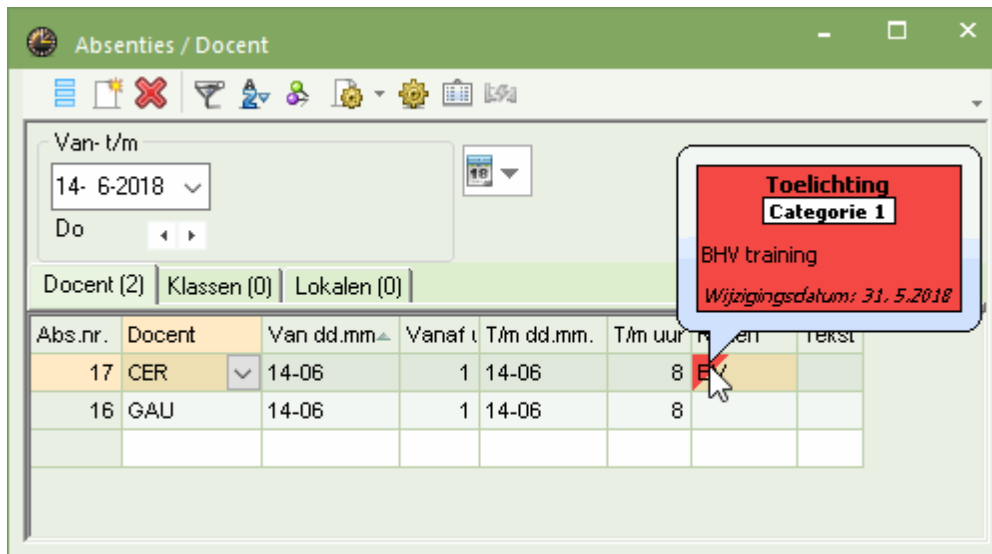 Absenties / Docent
Van- t/m
14- 6-2018
18
Do
Toelichting
Categorie 1
BHV training
Wijzigingsdatum: 31. 5.2018
Docent (2) Klassen (0) Lokalen (0)
Abs.nr. Docent Van dd.mm Vanaf T/m dd.mm. T/m uur Tekst
17 CER 14-06 1 14-06 8
16 GAU 14-06 1 14-06 8